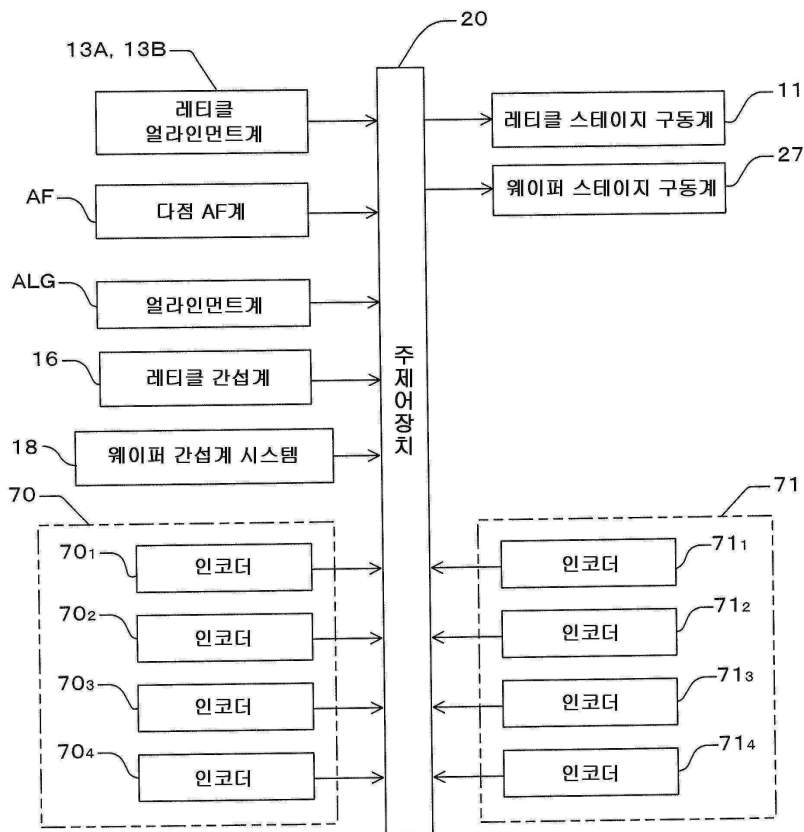 20
13A, 13B
레티클
얼라인먼트계
레티클 스테이지 구동계
11
웨이퍼 스테이지 구동계
27
AF
다점 AF계
ALG
얼라인먼트계
16
레티클 간섭계
주제어장치
18
웨이퍼 간섭계 시스템
70
71
70₁
인코더
인코더
71₁
70₂
인코더
인코더
71₂
70₃
인코더
인코더
71₃
70₄
인코더
인코더
71₄